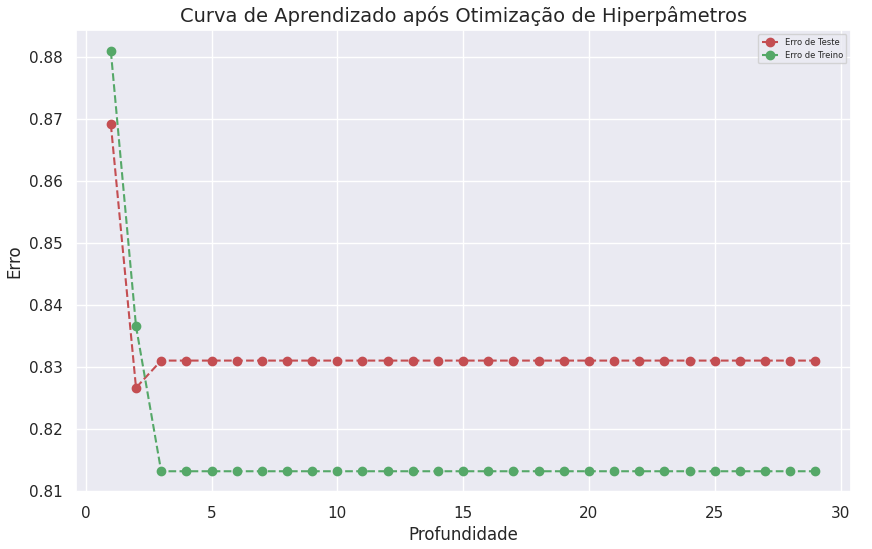 Curva de Aprendizado após Otimização de Hiperpâmetros
Erro de Teste
Erro de Treino
0.88
0.87
0.86
0.85
0.84
0.83
0.82
0.81
Erro
0 5 10 15 20 25 30
Profundidade